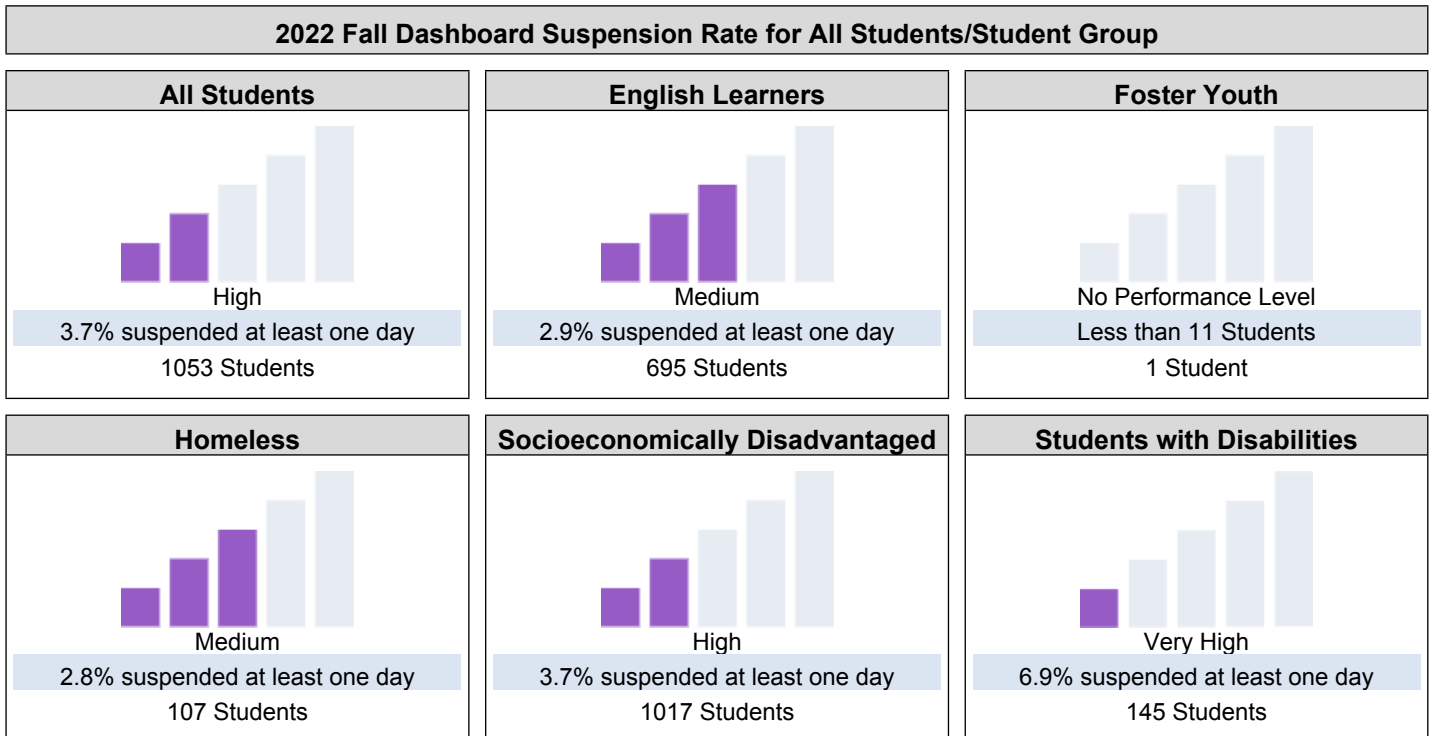 2022 Fall Dashboard Suspension Rate for All Students/Student Group
All Students
High
3.7% suspended at least one day
1053 Students
English Learners
Medium
2.9% suspended at least one day
695 Students
Foster Youth
No Performance Level
Less than 11 Students
1 Student
Homeless
Medium
2.8% suspended at least one day
107 Students
Socioeconomically Disadvantaged
High
3.7% suspended at least one day
1017 Students
Students with Disabilities
Very High
6.9% suspended at least one day
145 Students